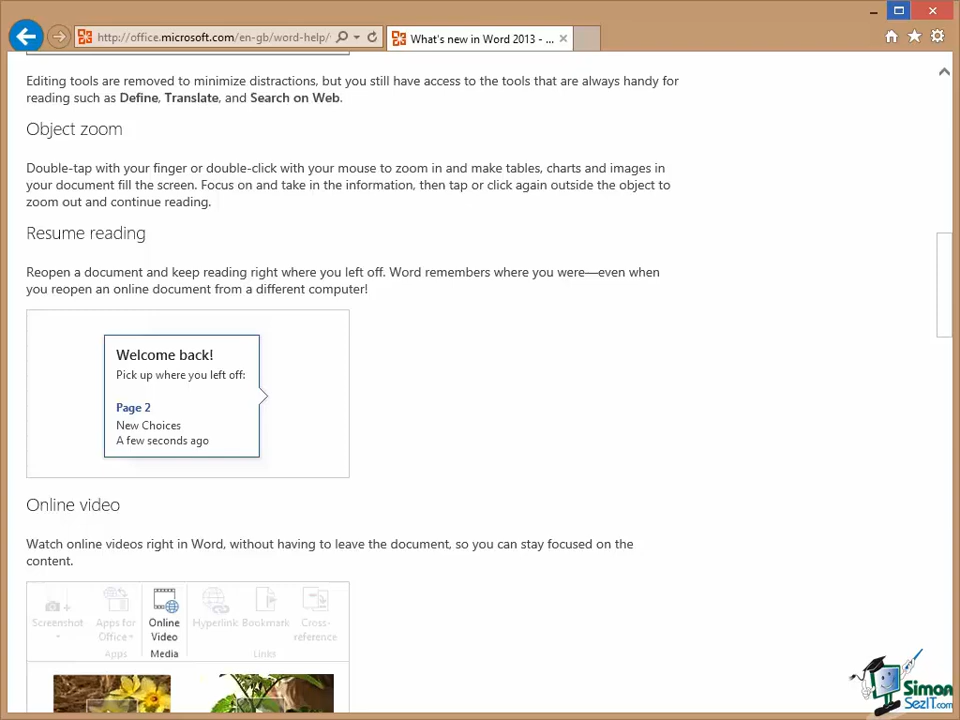 http://office.microsoft.com/en-gb/word-help/
What's new in Word 2013 - ...
Editing tools are removed to minimize distractions, but you still have access to the tools that are always handy for
reading such as Define, Translate, and Search on Web.
Object zoom
Double-tap with your finger or double-click with your mouse to zoom in and make tables, charts and images in
your document fill the screen. Focus on and take in the information, then tap or click again outside the object to
zoom out and continue reading.
Resume reading
Reopen a document and keep reading right where you left off. Word remembers where you were—even when
you reopen an online document from a different computer!
Welcome back!
Pick up where you left off:
Page 2
New Choices
A few seconds ago
Online video
Watch online videos right in Word, without having to leave the document, so you can stay focused on the
content.
Screenshot Apps for Online Hyperlink Bookmark Cross-
Office Video reference
Apps Media Links
Simon
SezIT.com